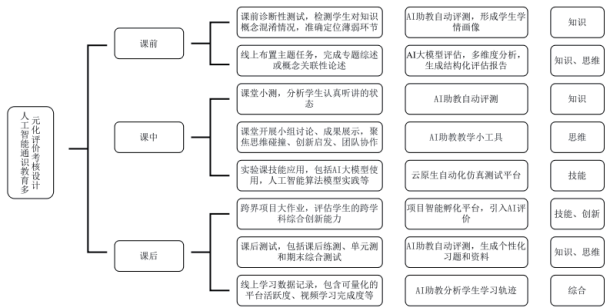 人工智能通识教育多
元化评价考核设计
课前
课前诊断性测试，检测学生对知识
概念混淆情况，准确定位薄弱环节
AI助教自动评测，形成学生学
情画像
知识
线上布置主题任务，完成专题综述
或概念关联性论述
AI大模型评估，多维度分析，
生成结构化评估报告
知识、思维
课中
课堂小测，分析学生认真听讲的状
态
AI助教自动评测
知识
课堂开展小组讨论、成果展示，聚
焦思维碰撞、创新启发、团队协作
AI助教教学小工具
思维
实验课技能应用，包括AI大模型使
用，人工智能算法模型实践等
云原生自动化仿真测试平台
技能
课后
跨界项目大作业，评估学生的跨学
科综合创新能力
项目智能孵化平台，引入AI评
价
技能、创新
课后测试，包括课后练测、单元测
和期末综合测试
AI助教自动评测，生成个性化
习题和资料
知识、思维
线上学习数据记录，包含可量化的
平台活跃度、视频学习完成度等
AI助教分析学生学习轨迹
综合